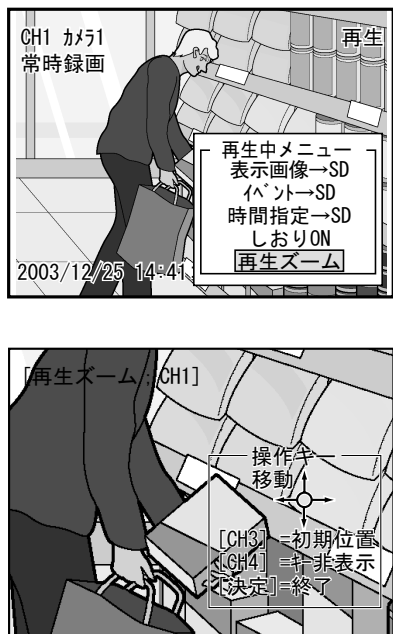 CH1 ｶﾒﾗ1
再生
常時録画
再生中メニュー
表示画像→SD
ｲﾍﾞﾝﾄ→SD
時間指定→SD
しおりON
再生ズーム
2003/12/25 14:41
[再生ズーム：CH1]
操作キー
移動
[CH3] =初期位置
[CH4] =ｷｰ非表示
[決定]=終了